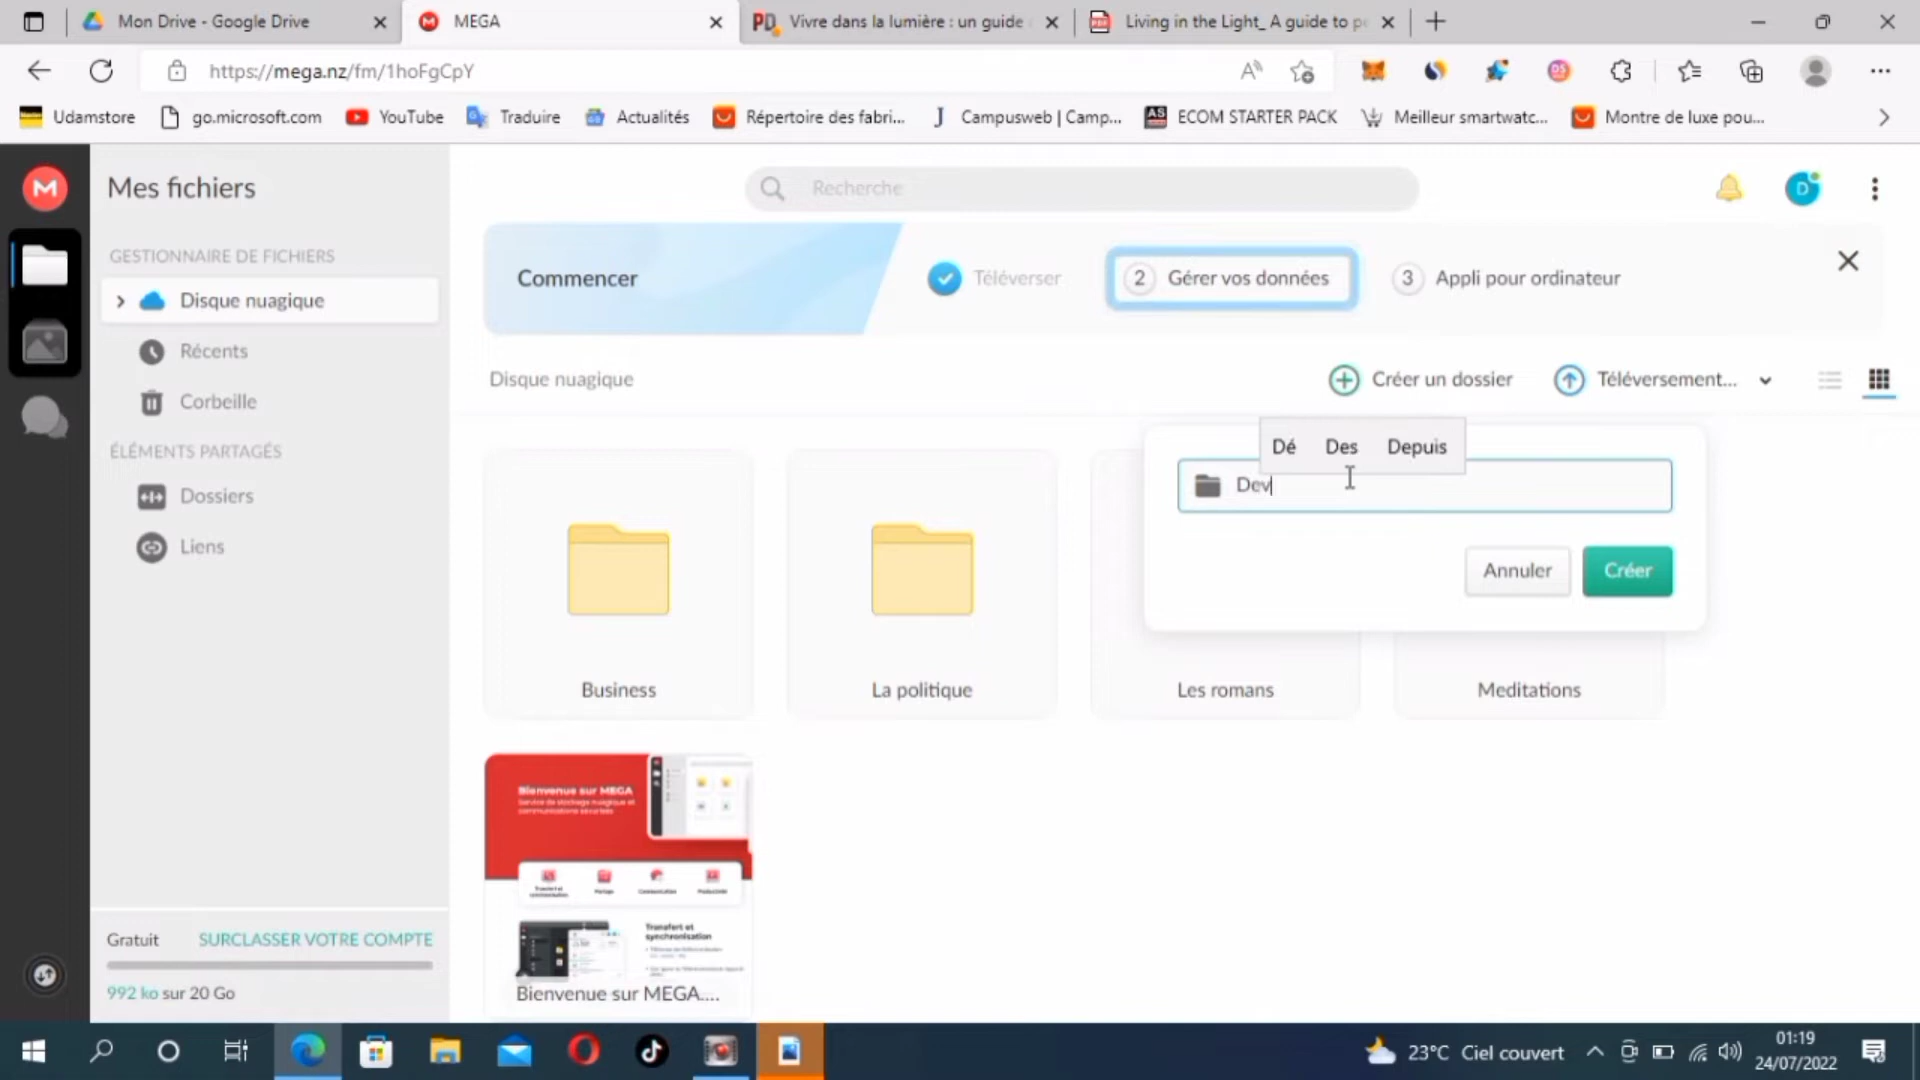 Mon Drive - Google Drive
MEGA
Vivre dans la lumière : un guide
Living in the Light_ A guide to pe
https://mega.nz/fm/1hoFgCpY
Udamstore
go.microsoft.com
YouTube
Traduire
Actualités
Répertoire des fabri...
Campusweb | Camp...
ECOM STARTER PACK
Meilleur smartwatc...
Montre de luxe pou...
Mes fichiers
Recherche
D
GESTIONNAIRE DE FICHIERS
Disque nuagique
Récents
Corbeille
ÉLÉMENTS PARTAGÉS
Dossiers
Liens
Commencer
Téléverser
2 Gérer vos données
3 Appli pour ordinateur
Disque nuagique
Créer un dossier
Téléversement...
Dé Des Depuis
Dev
Annuler
Créer
Business
La politique
Les romans
Meditations
Bienvenue sur MEGA
Transfert et
synchronisation
Bienvenue sur MEGA....
Gratuit
SURCLASSER VOTRE COMPTE
992 ko sur 20 Go
23°C Ciel couvert
01:19
24/07/2022